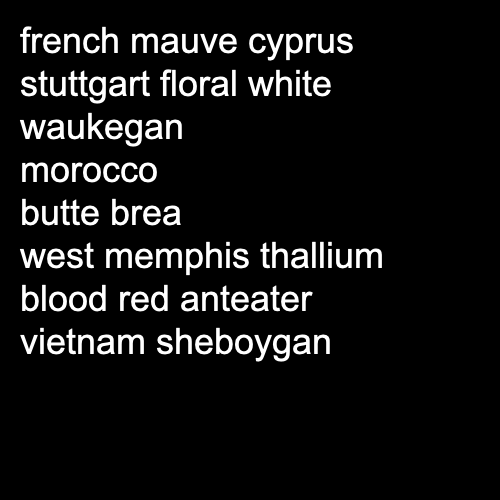 french mauve cyprus
stuttgart floral white
waukegan
morocco
butte brea
west memphis thallium
blood red anteater
vietnam sheboygan